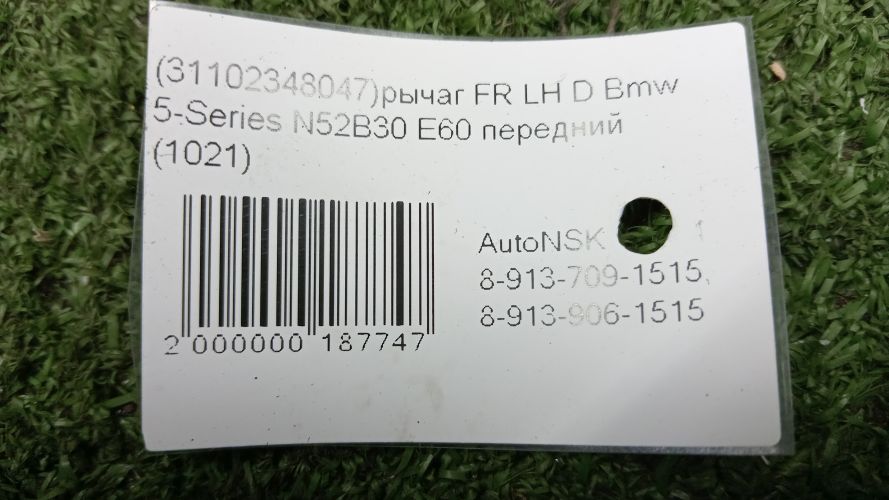 (31102348047)рычаг FR LH D Bmw
5-Series N52B30 E60 передний
(1021)
AutoNSK 1
8-913-709-1515,
8-913-906-1515
2 000000 187747